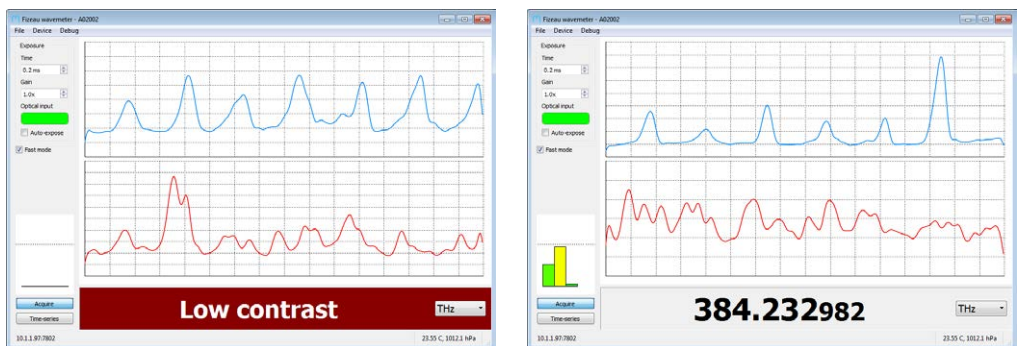 Fizeau wavemeter - A02002
File Device Debug
Exposure
Time
0.2 ms
Gain
1.0x
Optical input
Auto-expose
Fast mode
Acquire
Time-series
Low contrast
THz
10.1.1.97:7802
23.55 C, 1012.1 hPa
Fizeau wavemeter - A02002
File Device Debug
Exposure
Time
0.2 ms
Gain
1.0x
Optical input
Auto-expose
Fast mode
Acquire
Time-series
384.232982
THz
10.1.1.97:7802
23.55 C, 1012.1 hPa